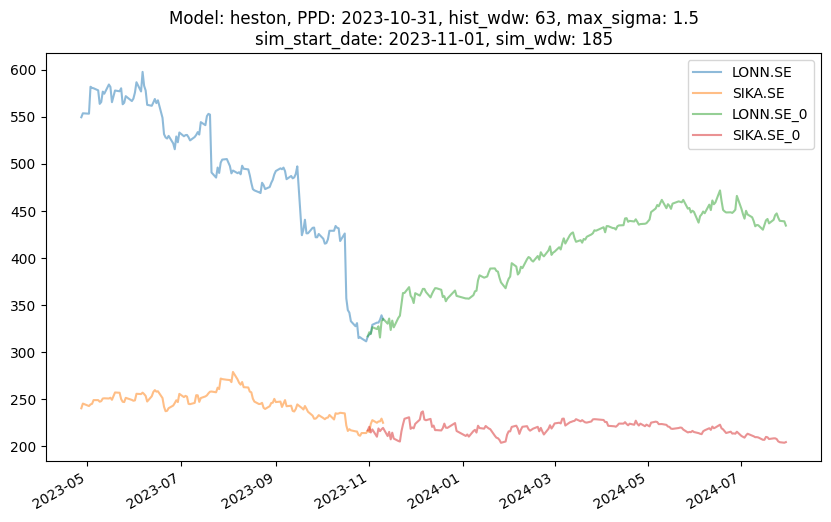 Model: heston, PPD: 2023-10-31, hist_wdw: 63, max_sigma: 1.5
sim_start_date: 2023-11-01, sim_wdw: 185
LONN.SE
SIKA.SE
LONN.SE_0
SIKA.SE_0
600
550
500
450
400
350
300
250
200
2023-05
2023-07
2023-09
2023-11
2024-01
2024-03
2024-05
2024-07